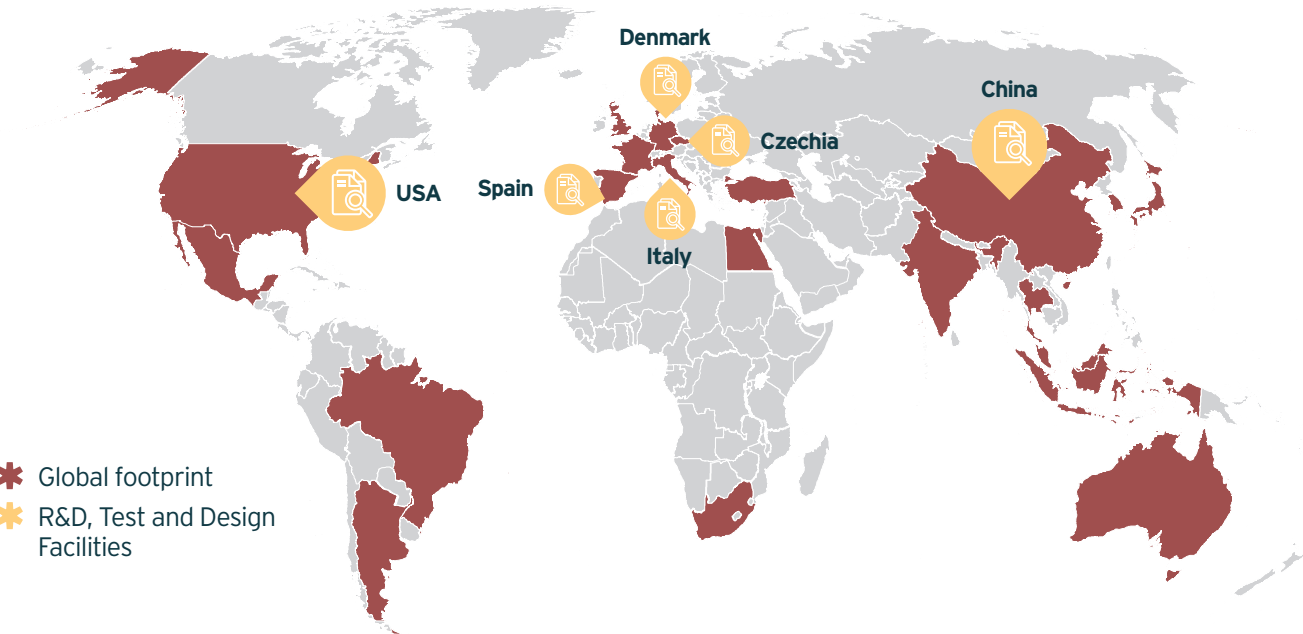 Denmark
China
Czechia
Spain
USA
Italy
Global footprint
R&D, Test and Design
Facilities